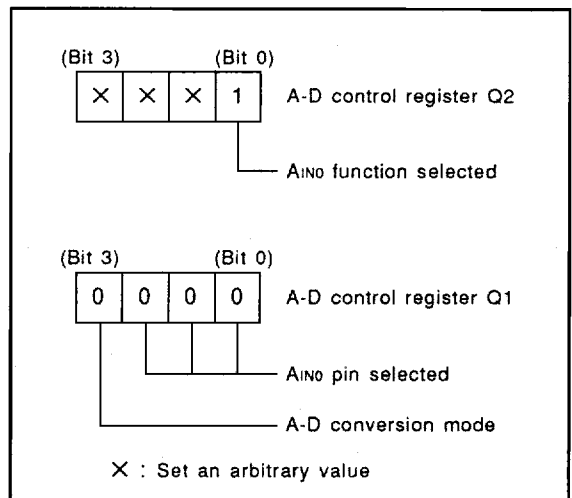 (Bit 3) (Bit 0)
× × × 1 A-D control register Q2
AIN0 function selected
(Bit 3) (Bit 0)
0 0 0 0 A-D control register Q1
AIN0 pin selected
A-D conversion mode
× : Set an arbitrary value